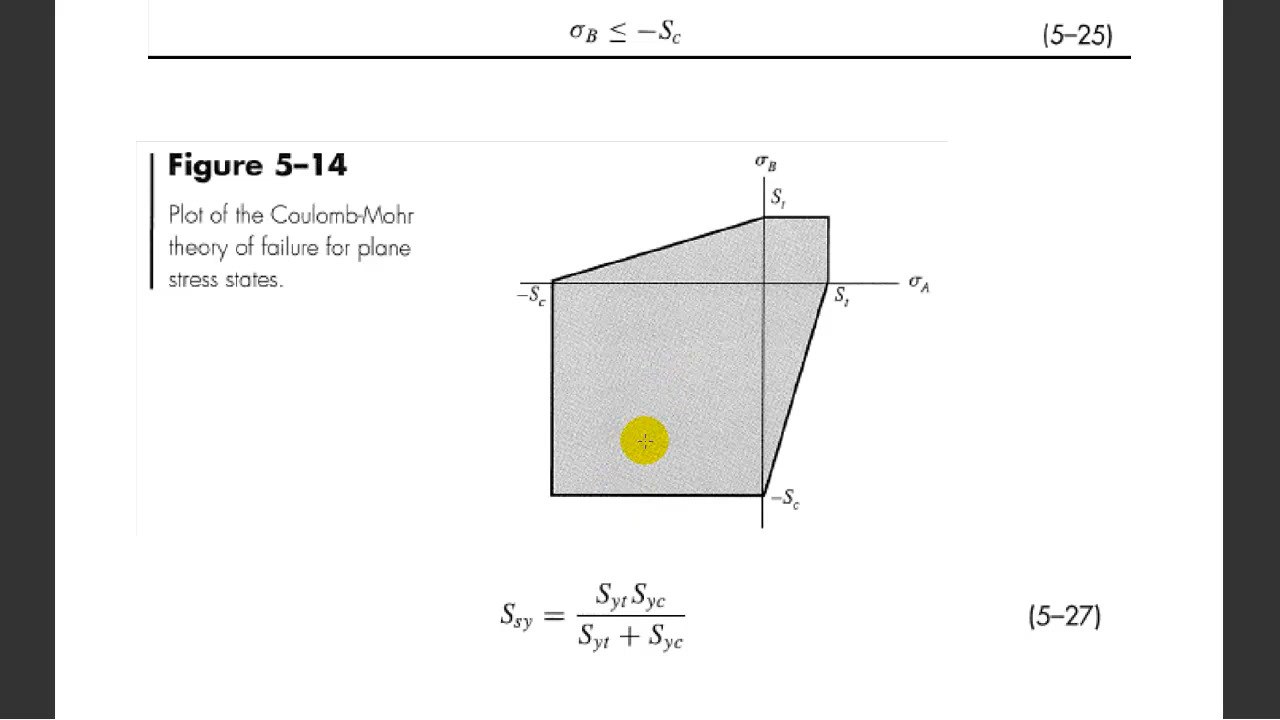 σ_B ≤ −S_c (5–25)
Figure 5–14
Plot of the Coulomb-Mohr
theory of failure for plane
stress states.
σ_B
S_t
−S_c
S_t
σ_A
−S_c
S_sy = S_yt S_yc / S_yt + S_yc (5–27)